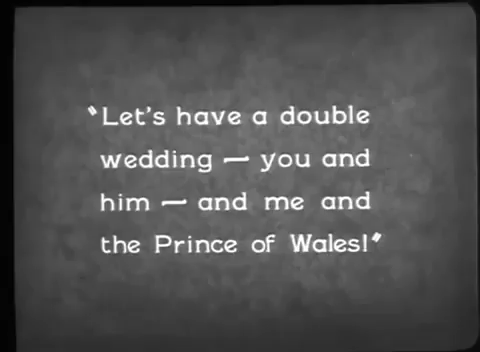 "Let's have a double
wedding — you and
him — and me and
the Prince of Wales!"